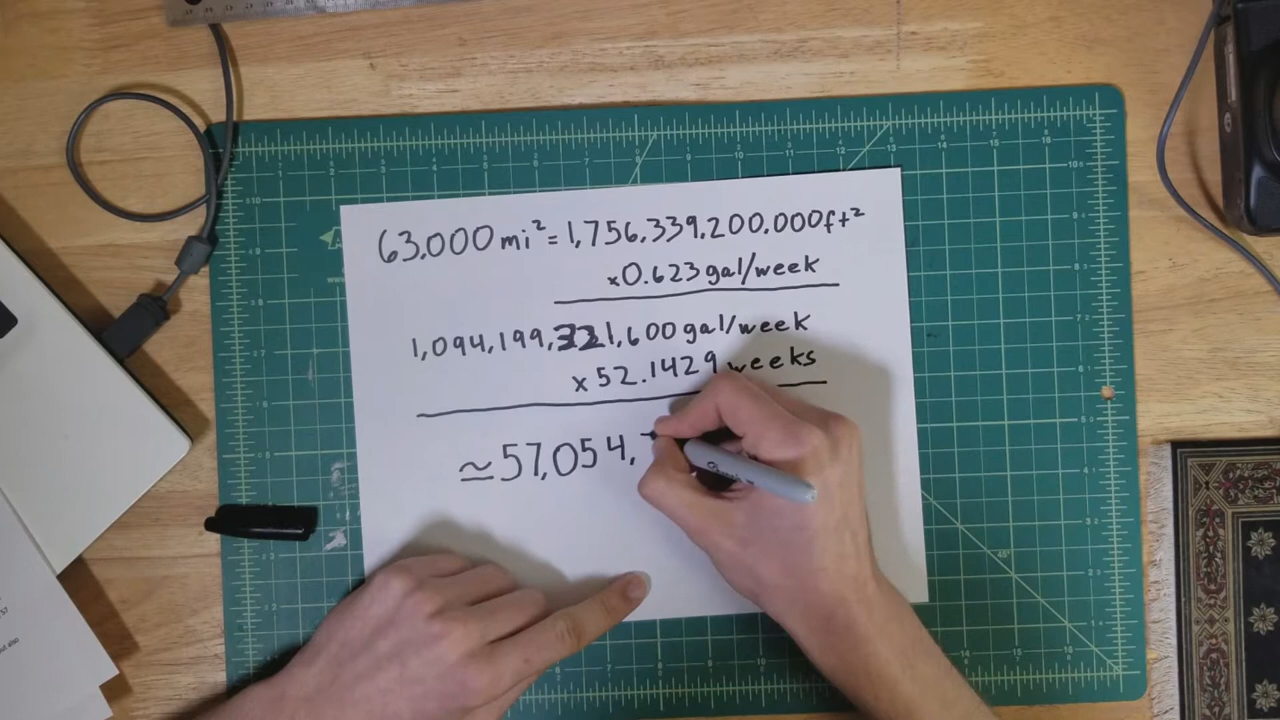 63,000 mi² = 1,756,339,200,000 ft²
x 0.623 gal/week
1,094,199,321,600 gal/week
x 52.1429 weeks
≃ 57,054,